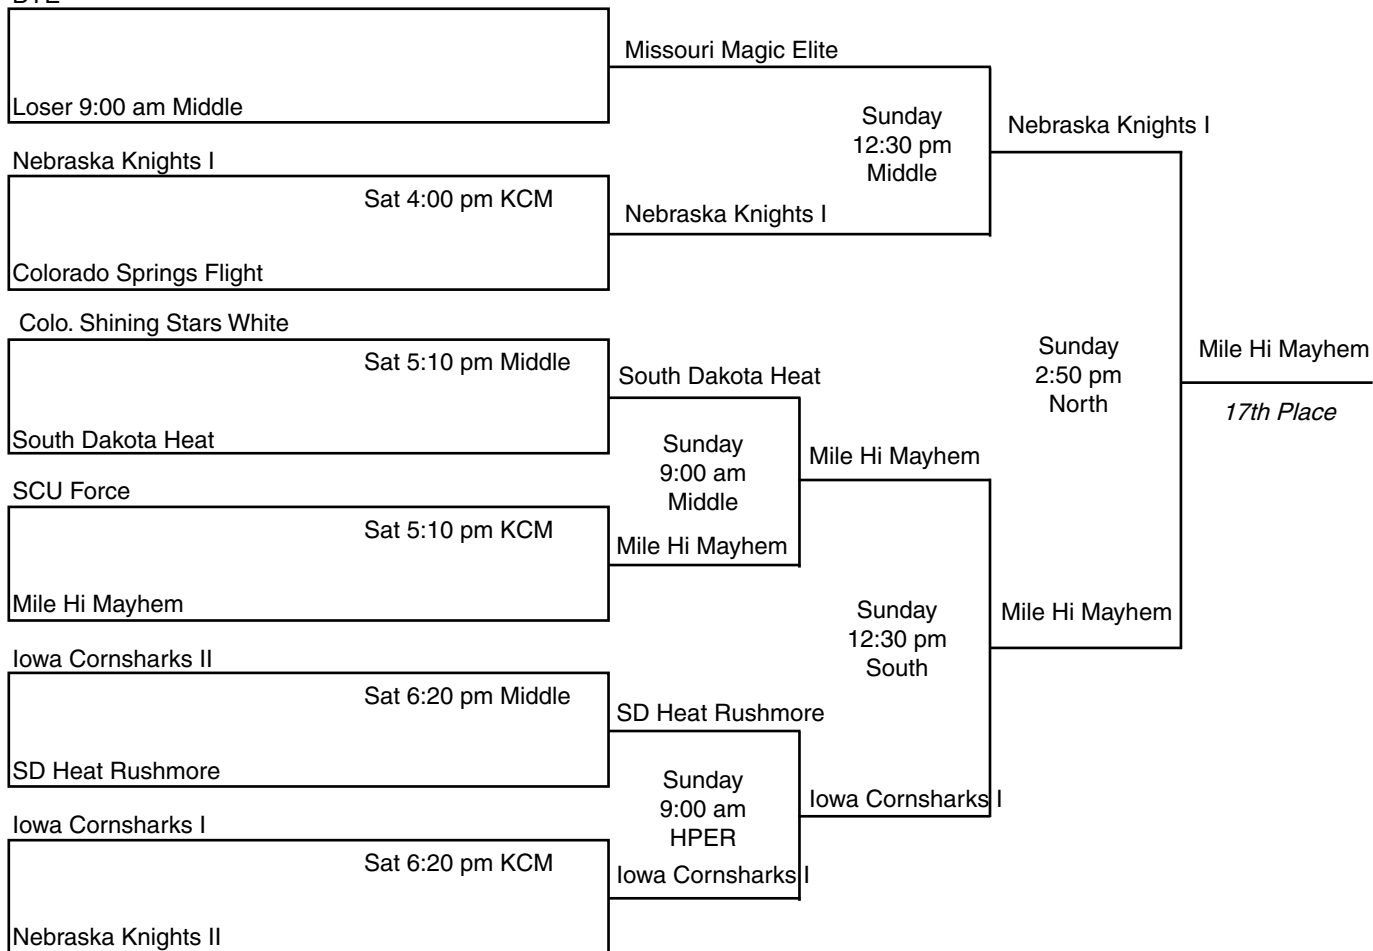 Missouri Magic Elite
Loser 9:00 am Middle
Sunday
12:30 pm
Middle
Nebraska Knights I
Nebraska Knights I
Sat 4:00 pm KCM
Nebraska Knights I
Colorado Springs Flight
Colo. Shining Stars White
Sat 5:10 pm Middle
South Dakota Heat
South Dakota Heat
Sunday
9:00 am
Middle
Mile Hi Mayhem
Sunday
2:50 pm
North
Mile Hi Mayhem
17th Place
SCU Force
Sat 5:10 pm KCM
Mile Hi Mayhem
Mile Hi Mayhem
Sunday
12:30 pm
South
Mile Hi Mayhem
Iowa Cornsharks II
Sat 6:20 pm Middle
SD Heat Rushmore
SD Heat Rushmore
Sunday
9:00 am
HPER
Iowa Cornsharks I
Iowa Cornsharks I
Sat 6:20 pm KCM
Iowa Cornsharks I
Nebraska Knights II